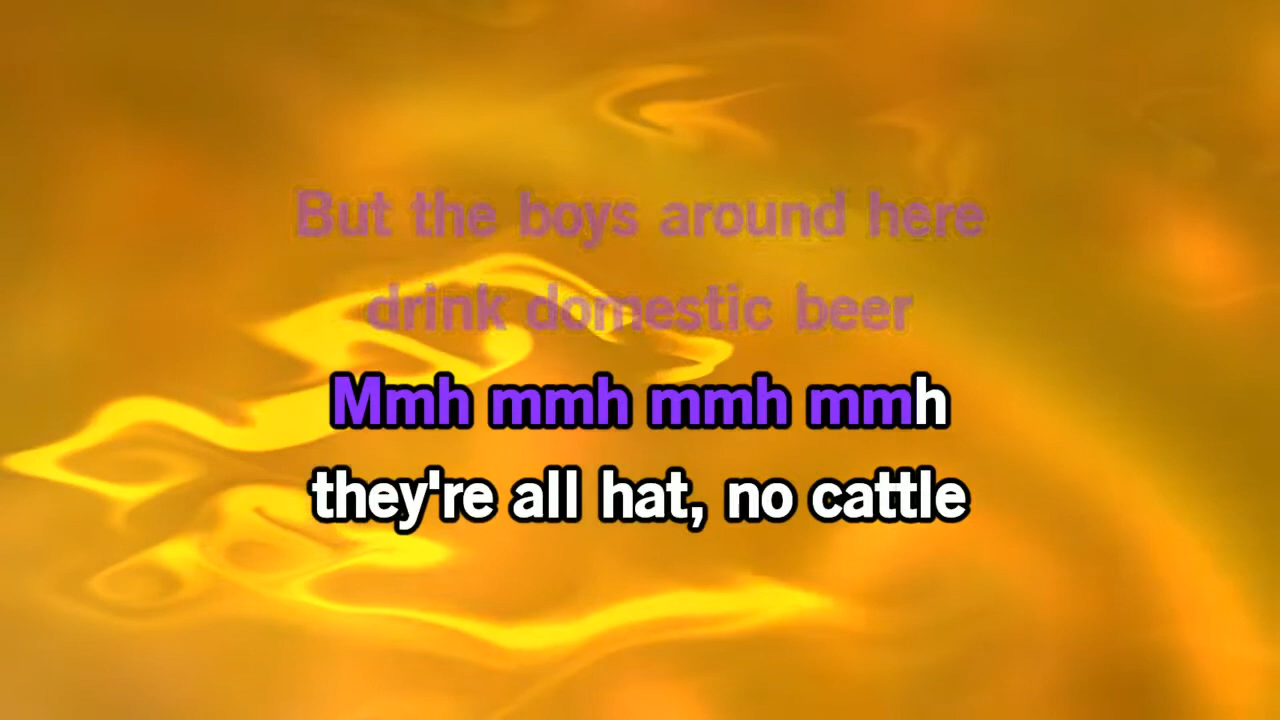 But the boys around here
drink domestic beer
Mmh mmh mmh mmh
they're all hat, no cattle